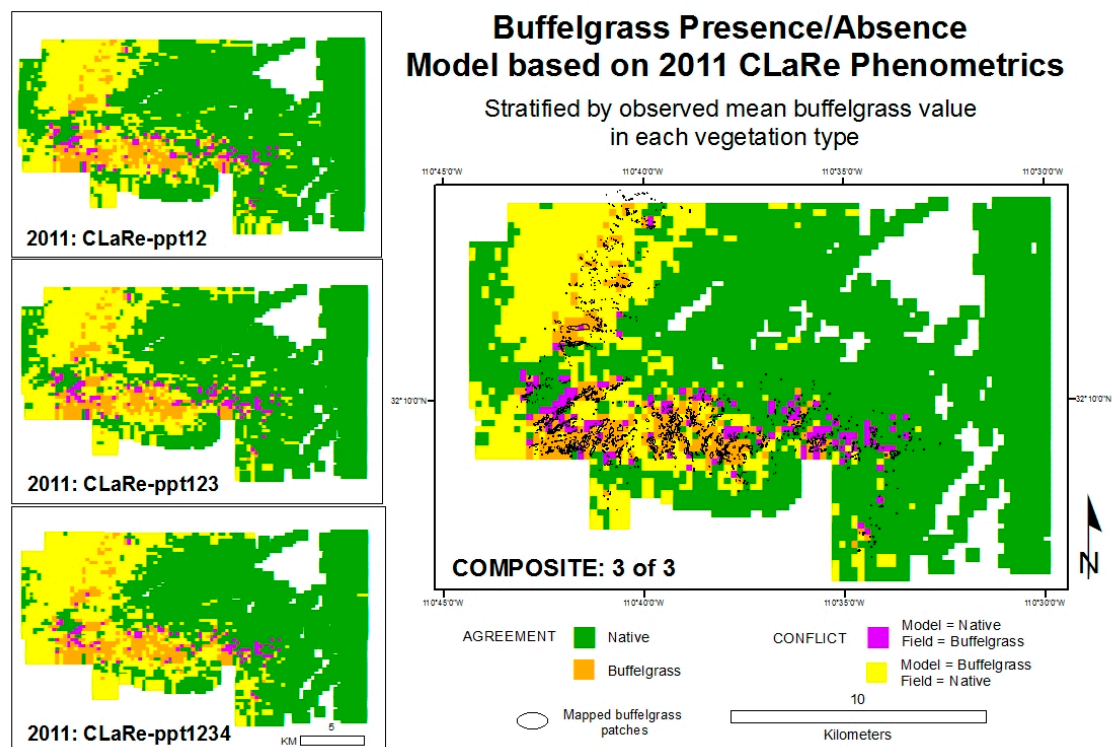 Buffelgrass Presence/Absence
Model based on 2011 CLaRe Phenometrics
Stratified by observed mean buffelgrass value
in each vegetation type
2011: CLaRe-ppt12
2011: CLaRe-ppt123
2011: CLaRe-ppt1234
5
KM
110°45'0"W 110°40'0"W 110°35'0"W 110°30'0"W
32°10'0"N 32°10'0"N
COMPOSITE: 3 of 3
110°45'0"W 110°40'0"W 110°35'0"W 110°30'0"W
N
AGREEMENT
Native
Buffelgrass
CONFLICT
Model = Native
Field = Buffelgrass
Model = Buffelgrass
Field = Native
Mapped buffelgrass
patches
10
Kilometers